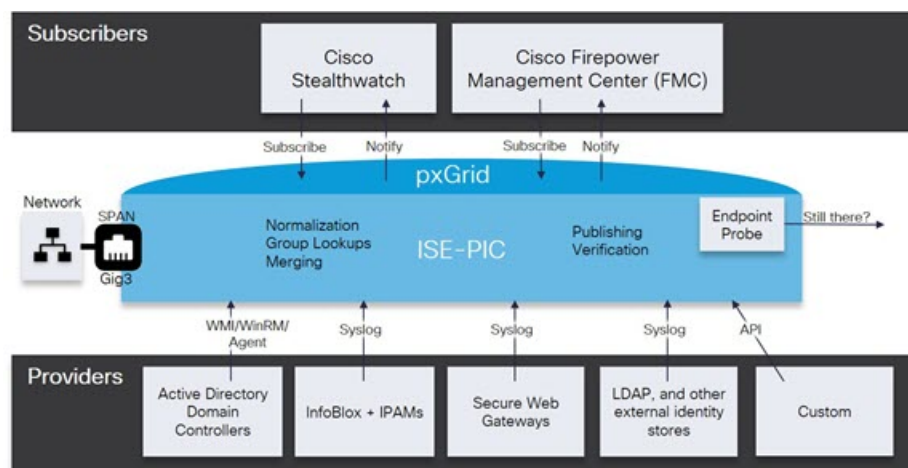 Subscribers
Cisco
Stealthwatch
Cisco Firepower
Management Center (FMC)
Subscribe
Notify
Subscribe
Notify
pxGrid
Network
SPAN
Gig3
Normalization
Group Lookups
Merging
ISE-PIC
Publishing
Verification
Endpoint
Probe
Still there?
WMI/WinRM/
Agent
Syslog
Syslog
Syslog
API
Providers
Active Directory
Domain
Controllers
InfoBlox + IPAMs
Secure Web
Gateways
LDAP, and other
external identity
stores
Custom